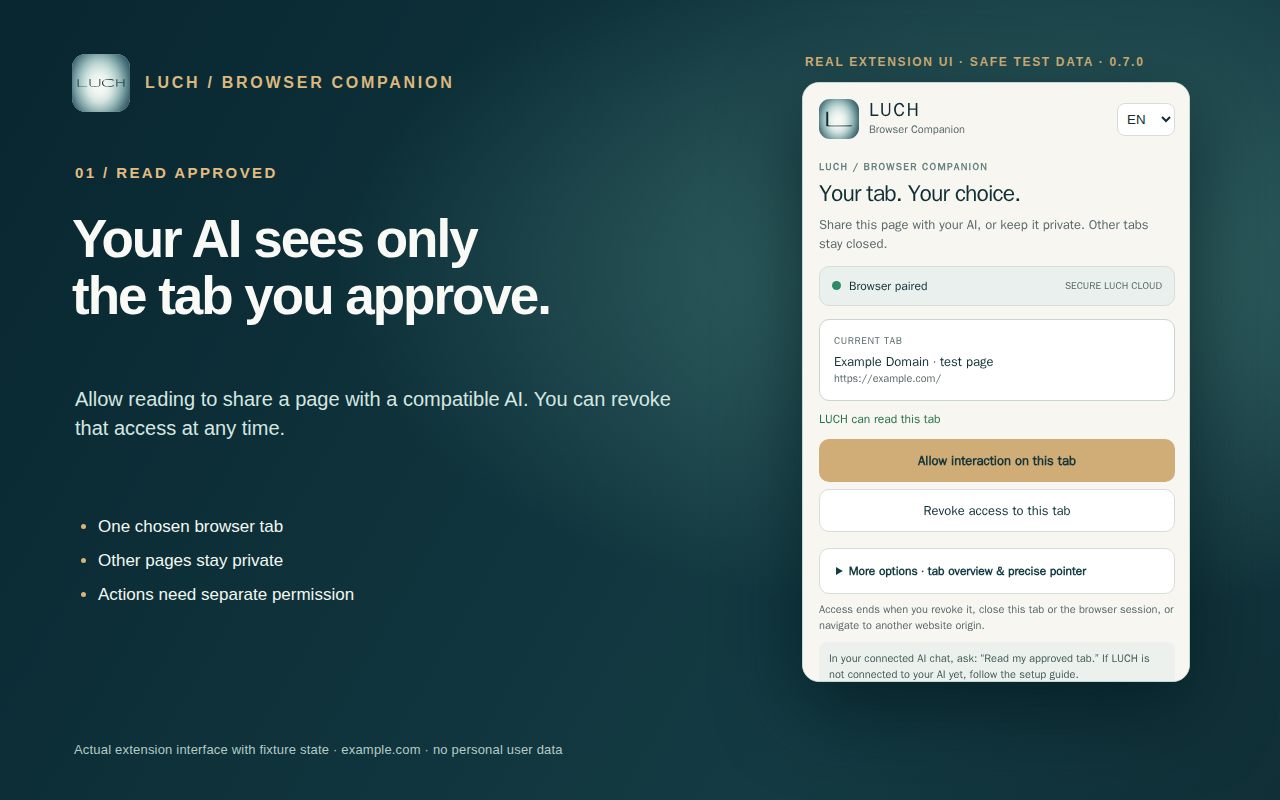 LUCH
LUCH / BROWSER COMPANION
01 / READ APPROVED
Your AI sees only
the tab you approve.
Allow reading to share a page with a compatible AI. You can revoke
that access at any time.
• One chosen browser tab
• Other pages stay private
• Actions need separate permission
Actual extension interface with fixture state · example.com · no personal user data
REAL EXTENSION UI · SAFE TEST DATA · 0.7.0
L
LUCH
Browser Companion
EN
LUCH / BROWSER COMPANION
Your tab. Your choice.
Share this page with your AI, or keep it private. Other tabs
stay closed.
Browser paired
SECURE LUCH CLOUD
CURRENT TAB
Example Domain · test page
https://example.com/
LUCH can read this tab
Allow interaction on this tab
Revoke access to this tab
More options · tab overview & precise pointer
Access ends when you revoke it, close this tab or the browser session, or
navigate to another website origin.
In your connected AI chat, ask: "Read my approved tab." If LUCH is
not connected to your AI yet, follow the setup guide.